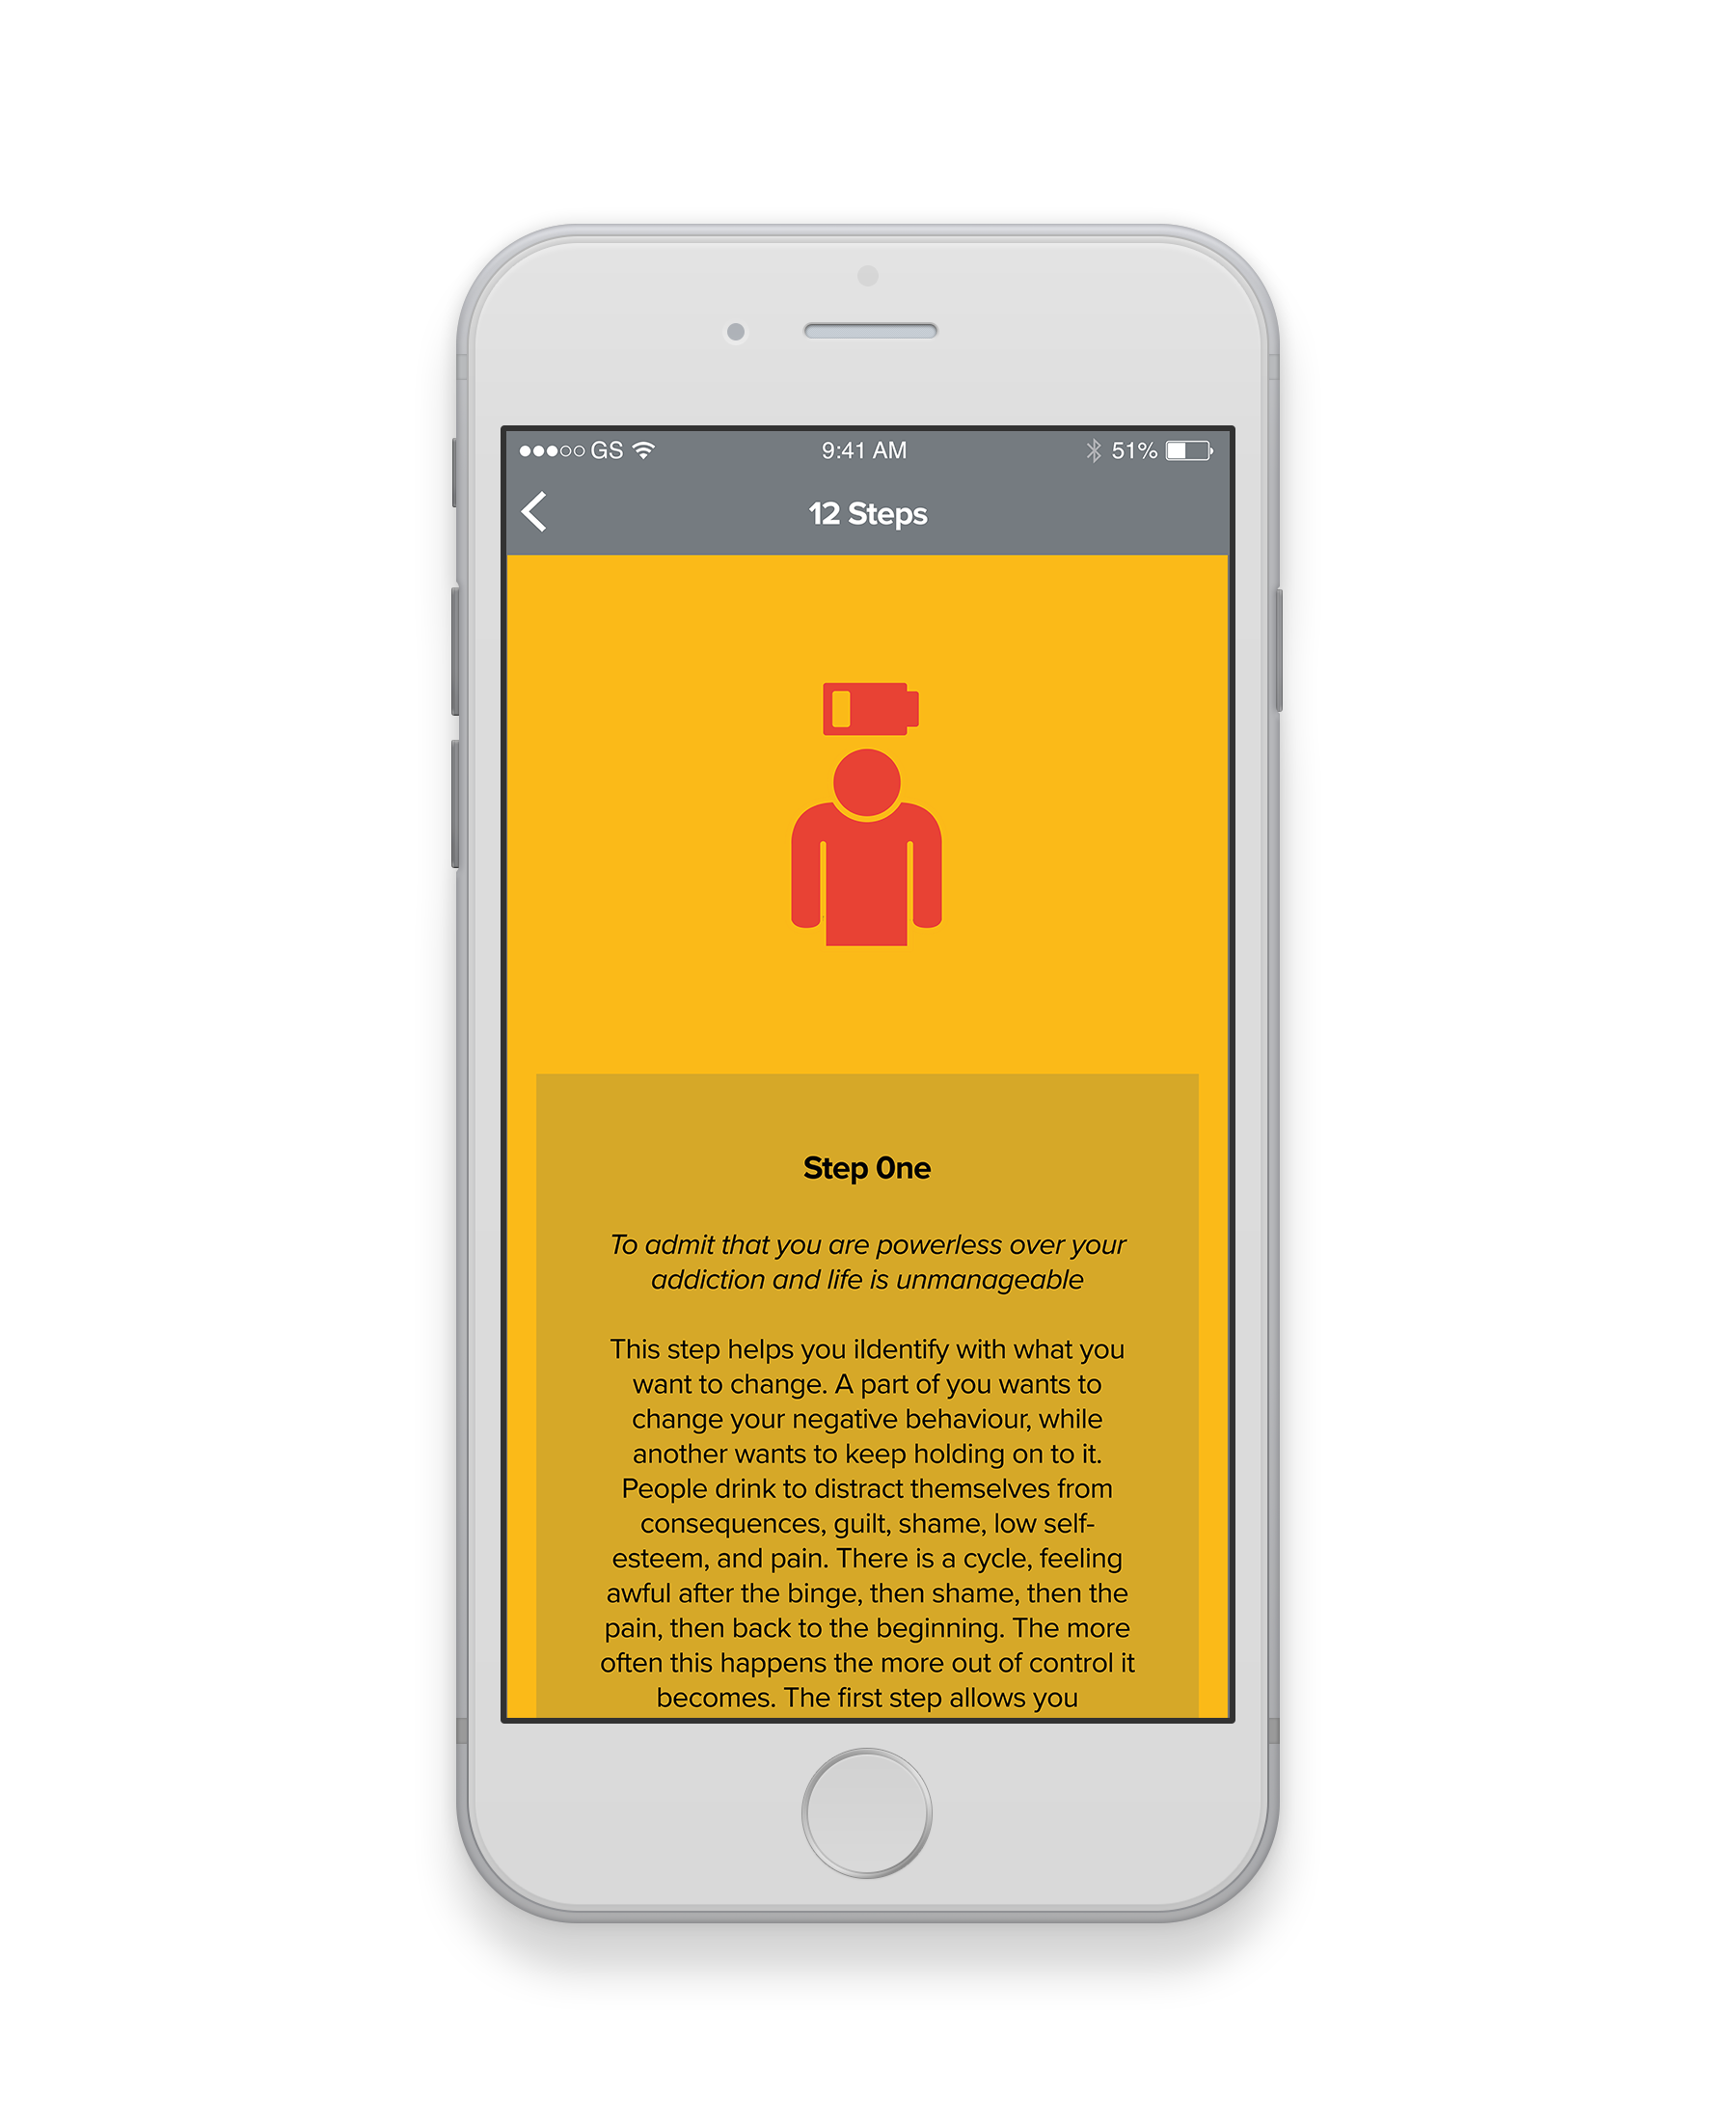 GS 9:41 AM 51%
12 Steps
Step One
To admit that you are powerless over your
addiction and life is unmanageable
This step helps you iIdentify with what you
want to change. A part of you wants to
change your negative behaviour, while
another wants to keep holding on to it.
People drink to distract themselves from
consequences, guilt, shame, low self-
esteem, and pain. There is a cycle, feeling
awful after the binge, then shame, then the
pain, then back to the beginning. The more
often this happens the more out of control it
becomes. The first step allows you